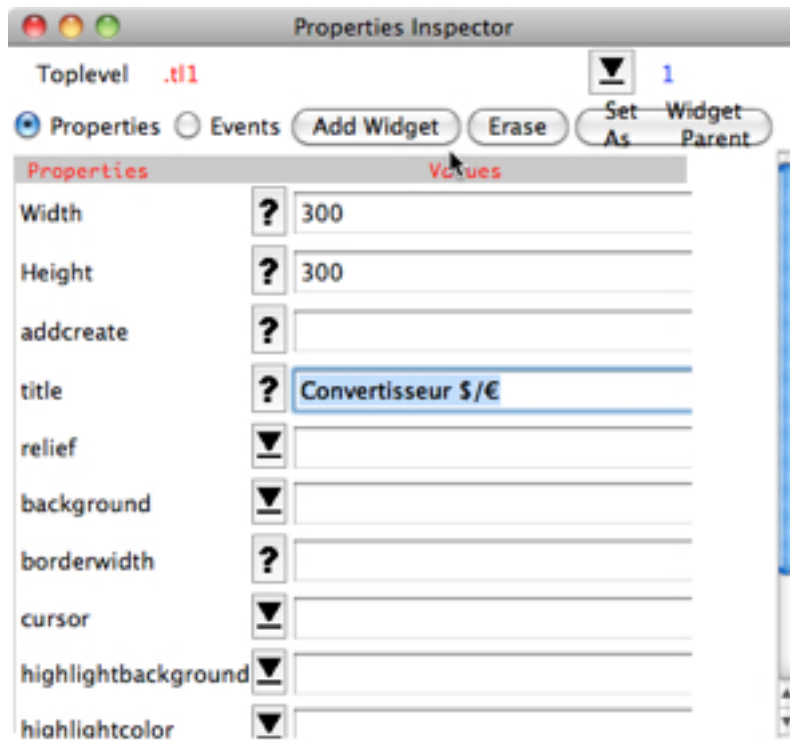 Properties Inspector
Toplevel .tl1 1
Properties Events Add Widget Erase Set As Widget Parent
Properties Values
Width ? 300
Height ? 300
addcreate ?
title ? Convertisseur $/€
relief
background
borderwidth ?
cursor
highlightbackground
highlightcolor